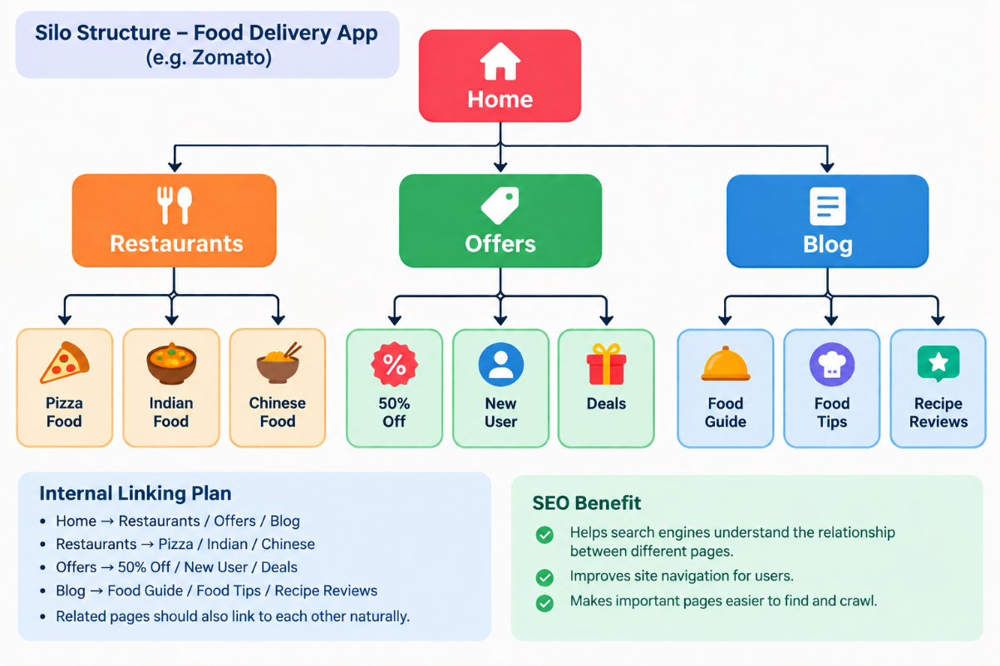 Silo Structure – Food Delivery App
(e.g. Zomato)
Home
Restaurants
Offers
Blog
Pizza
Food
Indian
Food
Chinese
Food
50%
Off
New
User
Deals
Food
Guide
Food
Tips
Recipe
Reviews
Internal Linking Plan
• Home → Restaurants / Offers / Blog
• Restaurants → Pizza / Indian / Chinese
• Offers → 50% Off / New User / Deals
• Blog → Food Guide / Food Tips / Recipe Reviews
• Related pages should also link to each other naturally.
SEO Benefit
Helps search engines understand the relationship
between different pages.
Improves site navigation for users.
Makes important pages easier to find and crawl.